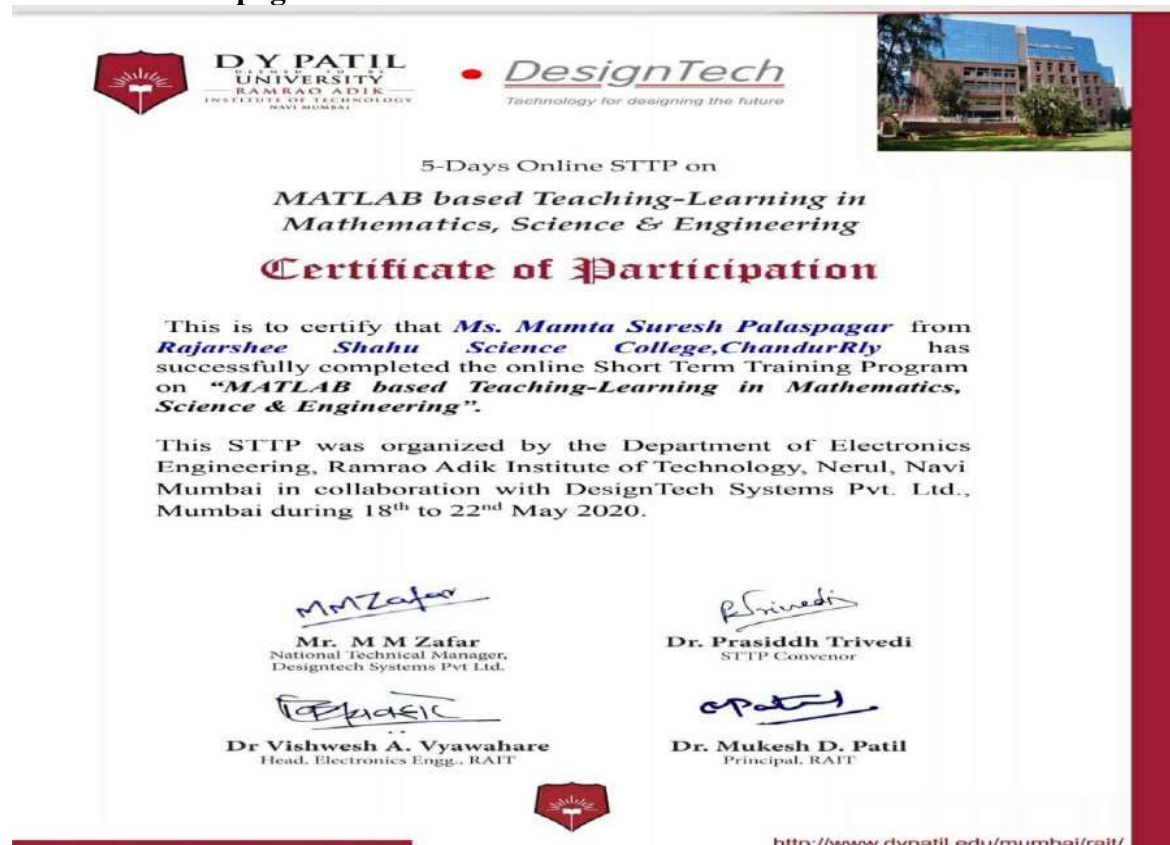 D Y PATIL
DEEMED TO BE
UNIVERSITY
RAMRAO ADIK
INSTITUTE OF TECHNOLOGY
NAVI MUMBAI
DesignTech
Technology for designing the future
5-Days Online STTP on
MATLAB based Teaching-Learning in
Mathematics, Science & Engineering
Certificate of Participation
This is to certify that Ms. Mamta Suresh Palaspagar from
Rajarshee Shahu Science College,ChandurRly has
successfully completed the online Short Term Training Program
on “MATLAB based Teaching-Learning in Mathematics,
Science & Engineering”.
This STTP was organized by the Department of Electronics
Engineering, Ramrao Adik Institute of Technology, Nerul, Navi
Mumbai in collaboration with DesignTech Systems Pvt. Ltd.,
Mumbai during 18th to 22nd May 2020.
MMZafar
Mr. M M Zafar
National Technical Manager,
Designtech Systems Pvt Ltd.
PTrivedi
Dr. Prasiddh Trivedi
STTP Convenor
Dr Vishwesh A. Vyawahare
Head, Electronics Engg., RAIT
Dr. Mukesh D. Patil
Principal, RAIT
http://www.dypatil.edu/mumbai/rait/